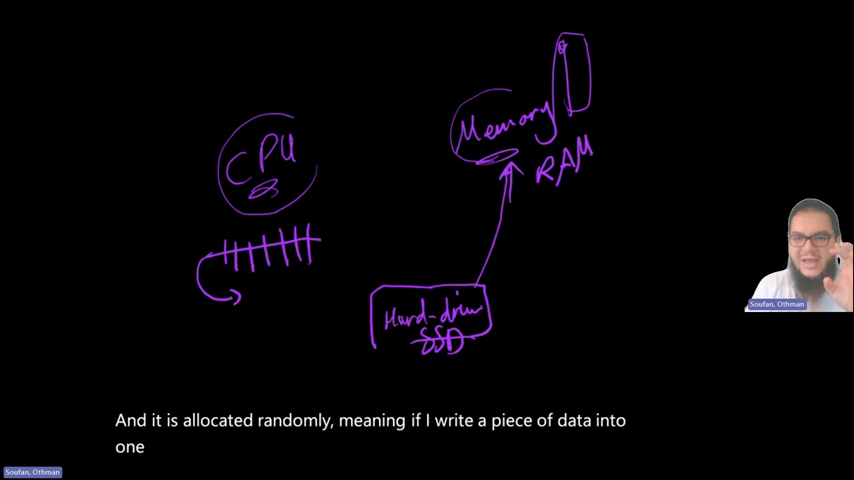 Memory
CPU
RAM
Hard-drive
SSD
Soufan, Othman
And it is allocated randomly, meaning if I write a piece of data into
one
Soufan, Othman